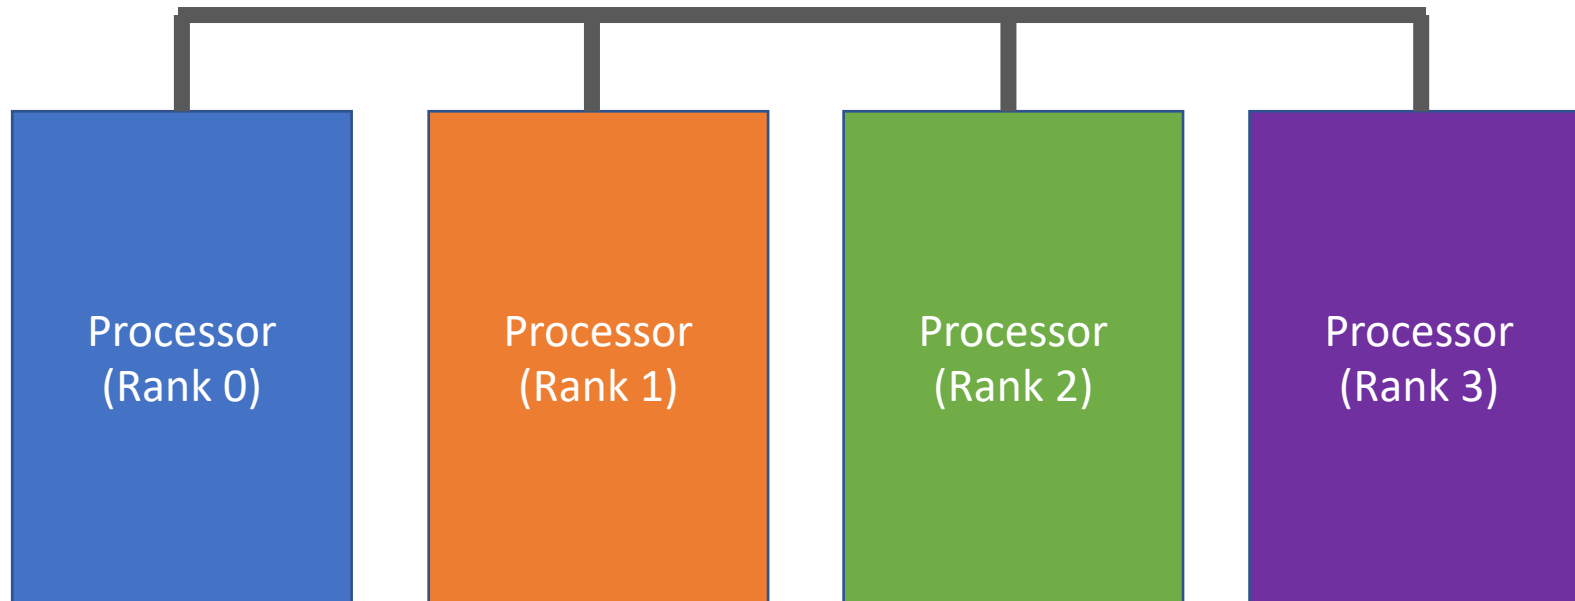 Processor
(Rank 0)
Processor
(Rank 1)
Processor
(Rank 2)
Processor
(Rank 3)